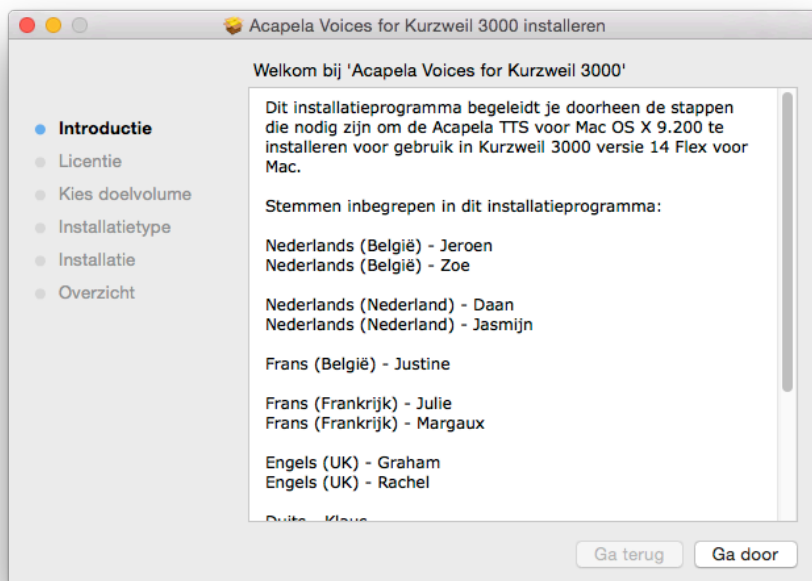 Acapela Voices for Kurzweil 3000 installeren
Welkom bij 'Acapela Voices for Kurzweil 3000'
Introductie
Licentie
Kies doelvolume
Installatietype
Installatie
Overzicht
Dit installatieprogramma begeleidt je doorheen de stappen
die nodig zijn om de Acapela TTS voor Mac OS X 9.200 te
installeren voor gebruik in Kurzweil 3000 versie 14 Flex voor
Mac.
Stemmen inbegrepen in dit installatieprogramma:
Nederlands (België) - Jeroen
Nederlands (België) - Zoe
Nederlands (Nederland) - Daan
Nederlands (Nederland) - Jasmijn
Frans (België) - Justine
Frans (Frankrijk) - Julie
Frans (Frankrijk) - Margaux
Engels (UK) - Graham
Engels (UK) - Rachel
Duits - Klaus
Ga terug
Ga door